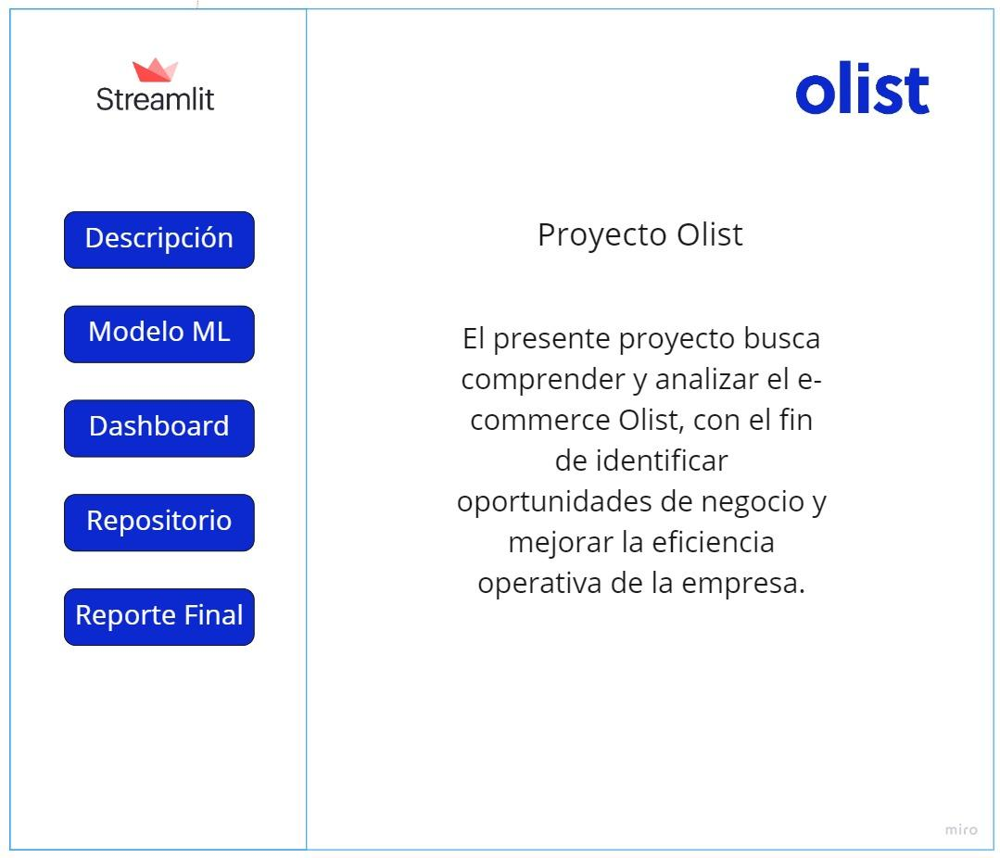 Streamlit
olist
Descripción
Modelo ML
Dashboard
Repositorio
Reporte Final
Proyecto Olist
El presente proyecto busca
comprender y analizar el e-
commerce Olist, con el fin
de identificar
oportunidades de negocio y
mejorar la eficiencia
operativa de la empresa.
miro